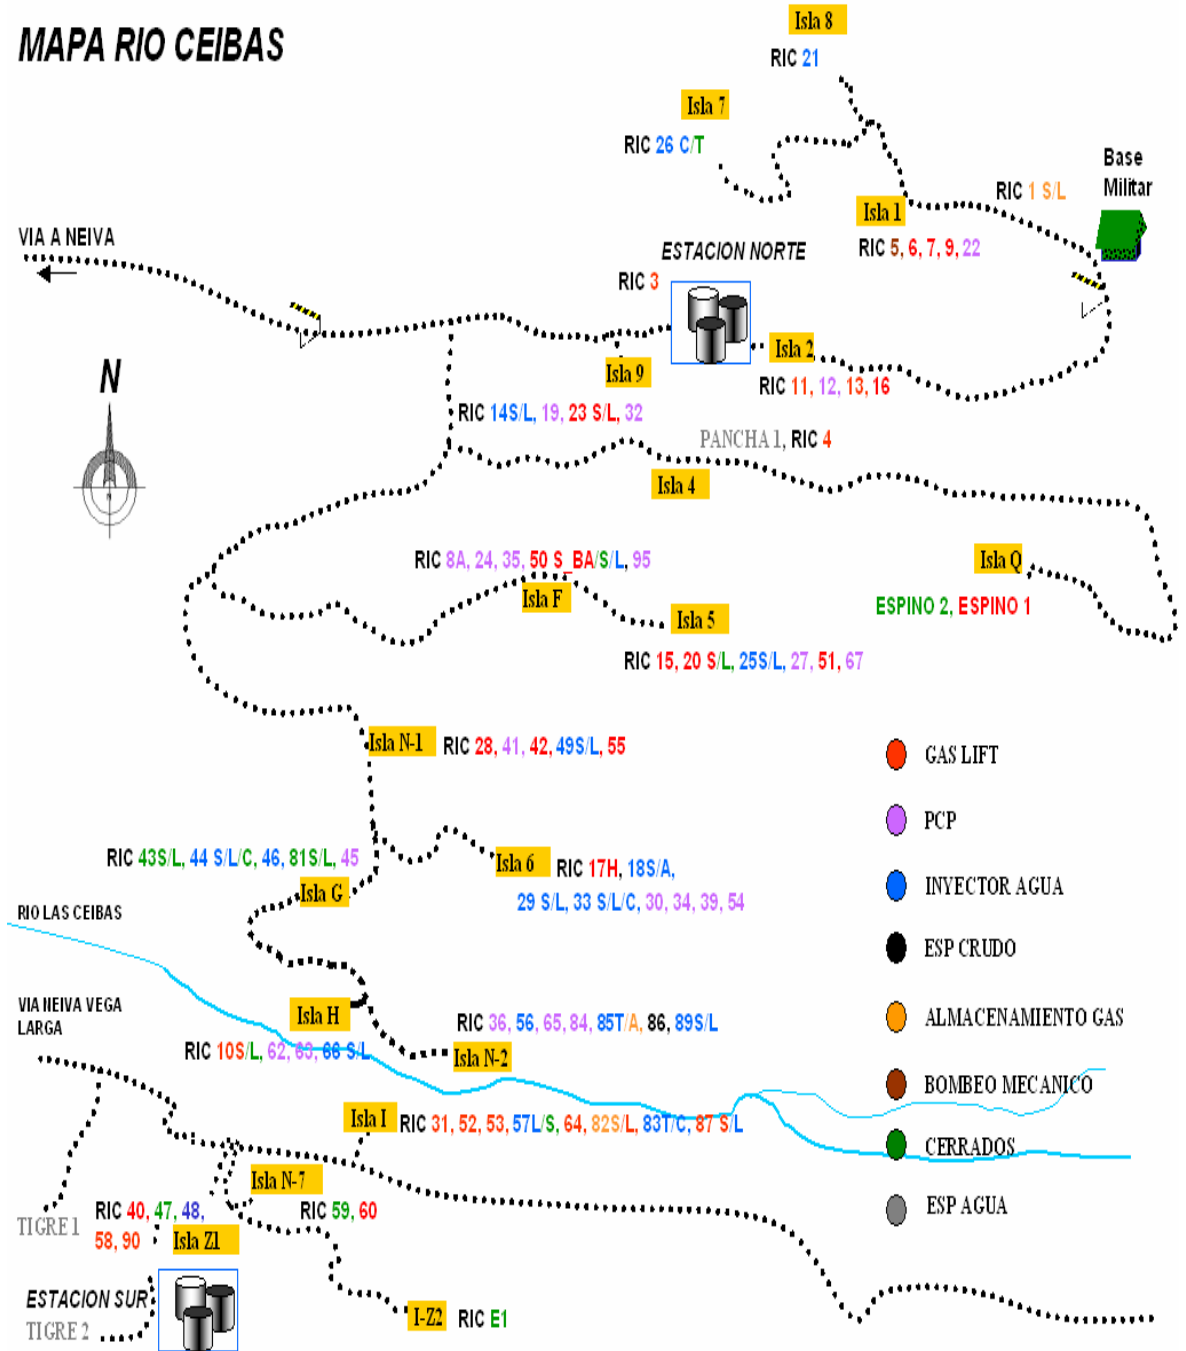 MAPA RIO CEIBAS
Isla 8
RIC 21
Isla 7
RIC 26 C/T
Base
Militar
RIC 1 S/L
Isla 1
RIC 5, 6, 7, 9, 22
VIA A NEIVA
ESTACION NORTE
RIC 3
Isla 2
Isla 9
RIC 11, 12, 13, 16
N
RIC 14S/L, 19, 23 S/L, 32
PANCHA 1, RIC 4
Isla 4
N
RIC 8A, 24, 35, 50 S_BA/S/L, 95
Isla Q
Isla F
ESPINO 2, ESPINO 1
Isla 5
RIC 15, 20 S/L, 25S/L, 27, 51, 67
Isla N-1
RIC 28, 41, 42, 49S/L, 55
GAS LIFT
PCP
RIC 43S/L, 44 S/L/C, 46, 81S/L, 45
Isla 6
RIC 17H, 18S/A,
29 S/L, 33 S/L/C, 30, 34, 39, 54
Isla G
INYECTOR AGUA
RIO LAS CEIBAS
ESP CRUDO
VIA NEIVA VEGA
LARGA
Isla H
RIC 36, 56, 65, 84, 85T/A, 86, 89S/L
ALMACENAMIENTO GAS
RIC 10S/L, 62, 63, 66 S/L
Isla N-2
BOMBEO MECANICO
Isla I
RIC 31, 52, 53, 57L/S, 64, 82S/L, 83T/C, 87 S/L
CERRADOS
Isla N-7
RIC 40, 47, 48,
58, 90
RIC 59, 60
ESP AGUA
TIGRE 1
Isla Z1
ESTACION SUR
TIGRE 2
I-Z2
RIC E1